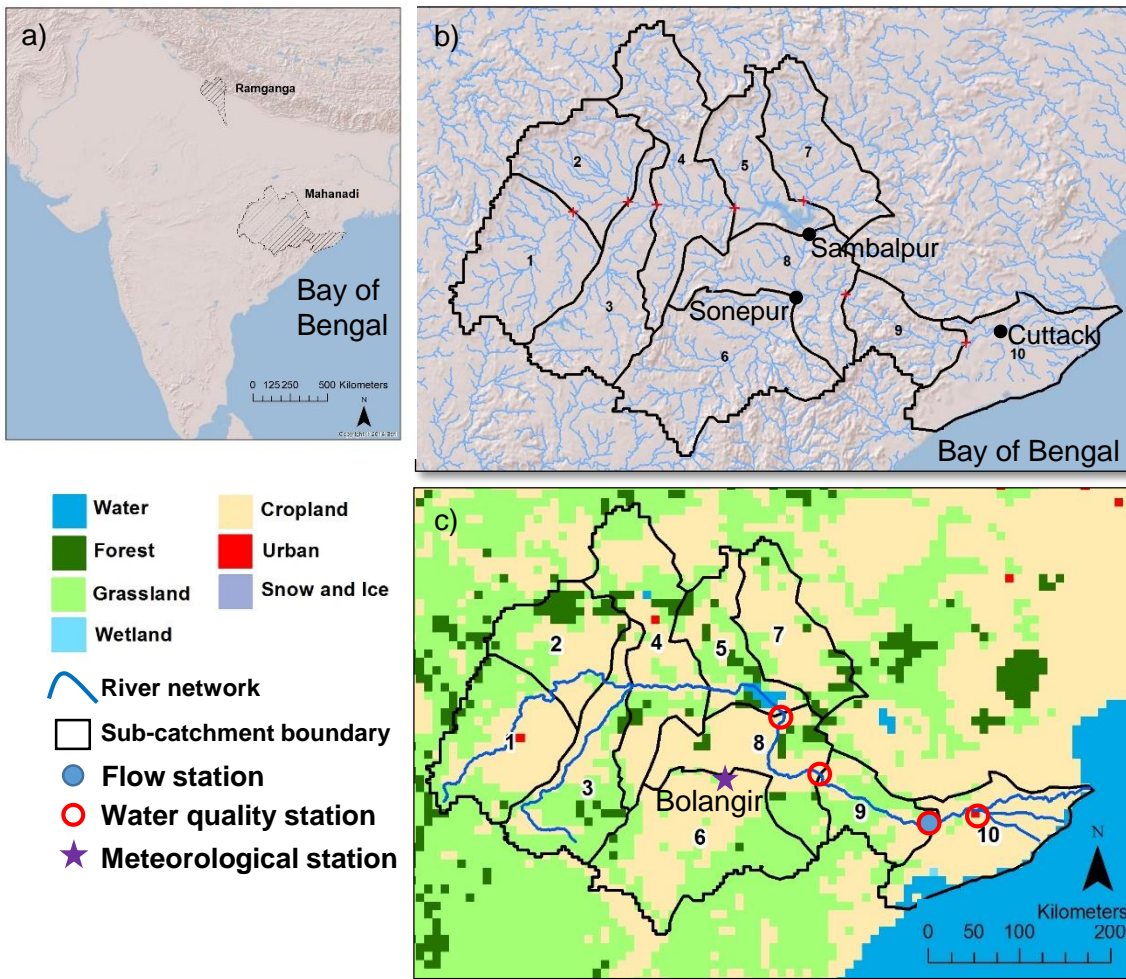 a)
Ramganga
Mahanadi
Bay of
Bengal
0 125 250 500 Kilometers
N
b)
2
4
5
7
1
3
8
Sambalpur
Sonepur
6
9
Cuttack
10
Bay of Bengal
Water
Forest
Grassland
Wetland
Cropland
Urban
Snow and Ice
River network
Sub-catchment boundary
Flow station
Water quality station
Meteorological station
c)
2
4
5
7
1
3
8
Bolangir
6
9
10
N
Kilometers
0 50 100 200